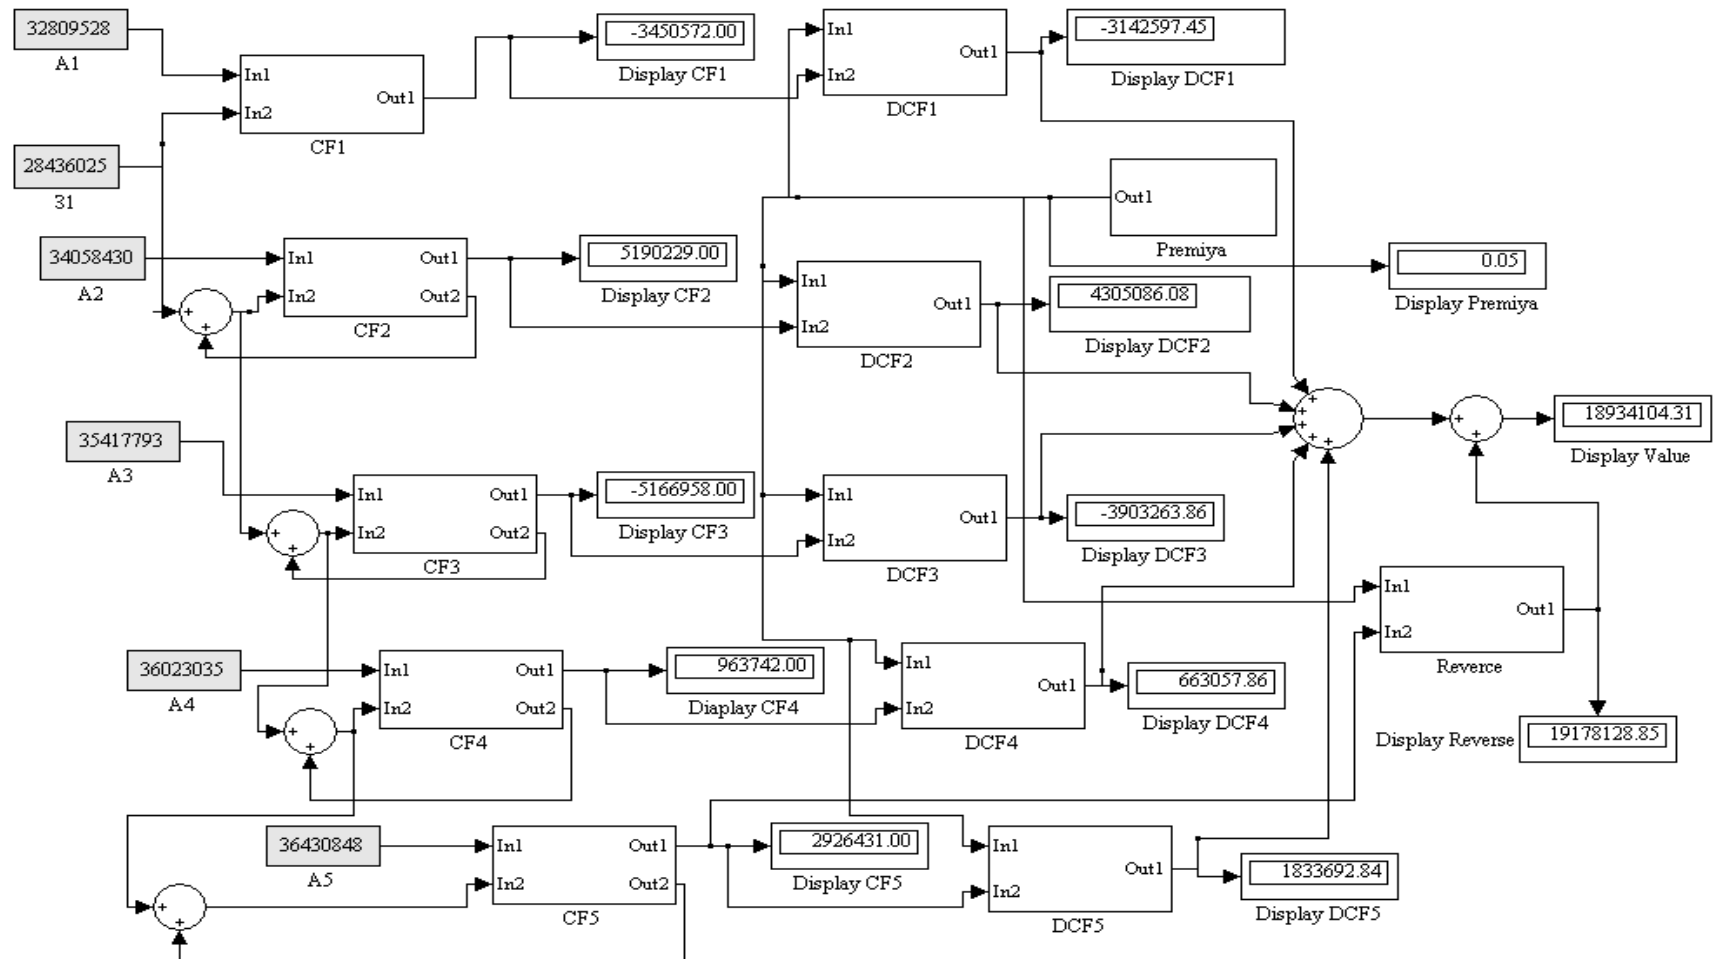 32809528
A1
In1
In2
Out1
CF1
-3450572.00
Display CF1
In1
In2
Out1
DCF1
-3142597.45
Display DCF1
28436025
31
Out1
Premiya
0.05
Display Premiya
34058430
A2
In1
In2
Out1
Out2
CF2
5190229.00
Display CF2
In1
In2
Out1
DCF2
4305086.08
Display DCF2
+
+
+
+
+
+
+
+
+
18934104.31
Display Value
35417793
A3
In1
In2
Out1
Out2
CF3
-5166958.00
Display CF3
In1
In2
Out1
DCF3
-3903263.86
Display DCF3
+
+
In1
In2
Out1
Reverce
36023035
A4
In1
In2
Out1
Out2
CF4
963742.00
Diaplay CF4
In1
In2
Out1
DCF4
663057.86
Display DCF4
+
+
Display Reverse
19178128.85
36430848
A5
In1
In2
Out1
Out2
CF5
2926431.00
Display CF5
In1
In2
Out1
DCF5
1833692.84
Display DCF5
+
+